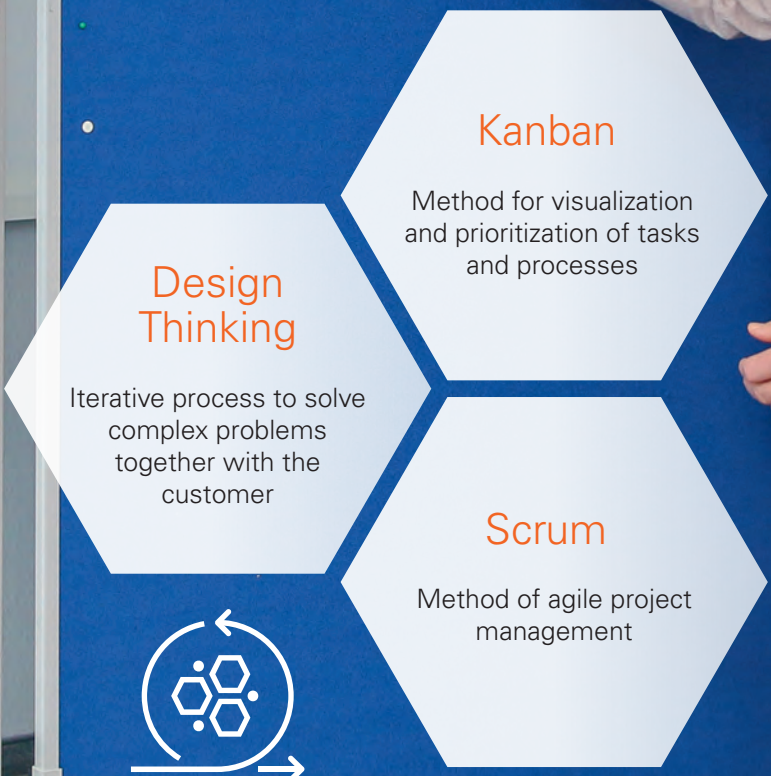 Kanban
Method for visualization
and prioritization of tasks
and processes
Design
Thinking
Iterative process to solve
complex problems
together with the
customer
Scrum
Method of agile project
management